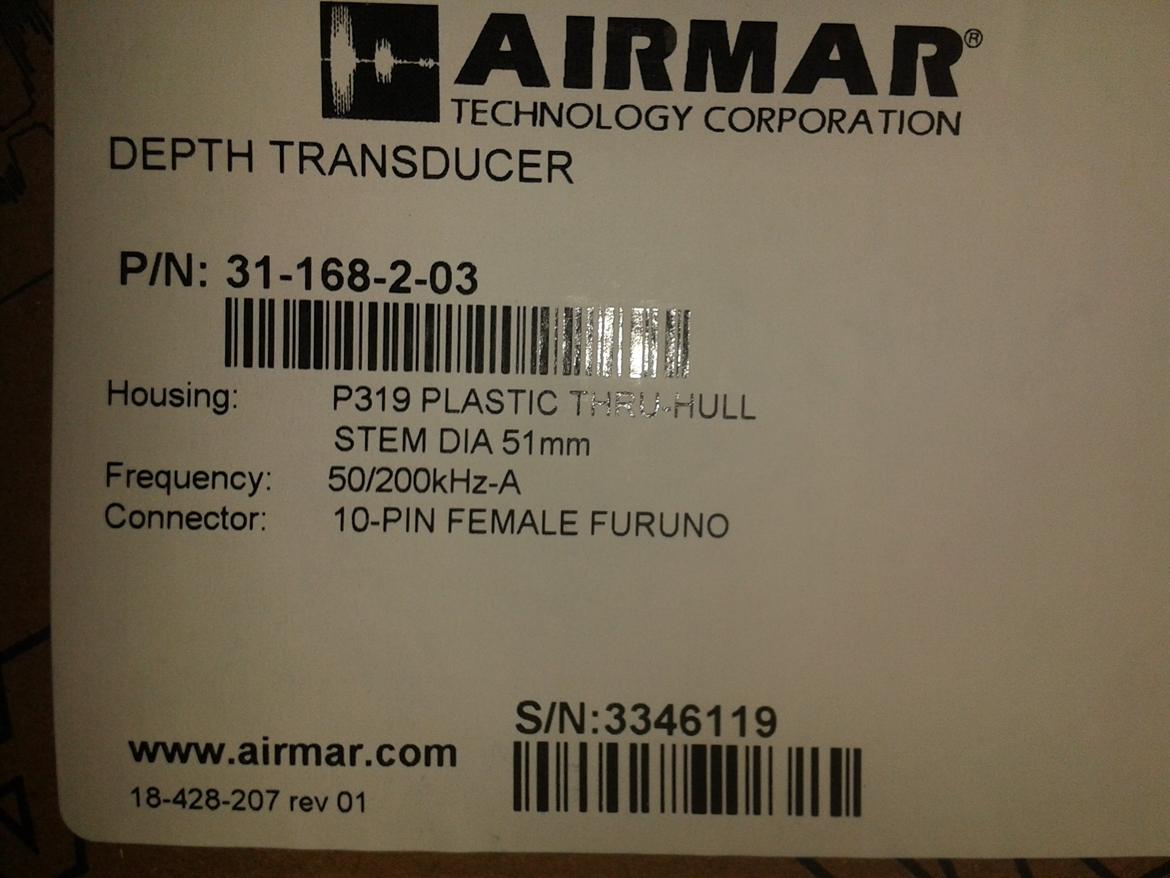 AIRMAR®
TECHNOLOGY CORPORATION
DEPTH TRANSDUCER
P/N: 31-168-2-03
Housing: P319 PLASTIC THRU-HULL
STEM DIA 51mm
Frequency: 50/200kHz-A
Connector: 10-PIN FEMALE FURUNO
S/N:3346119
www.airmar.com
18-428-207 rev 01